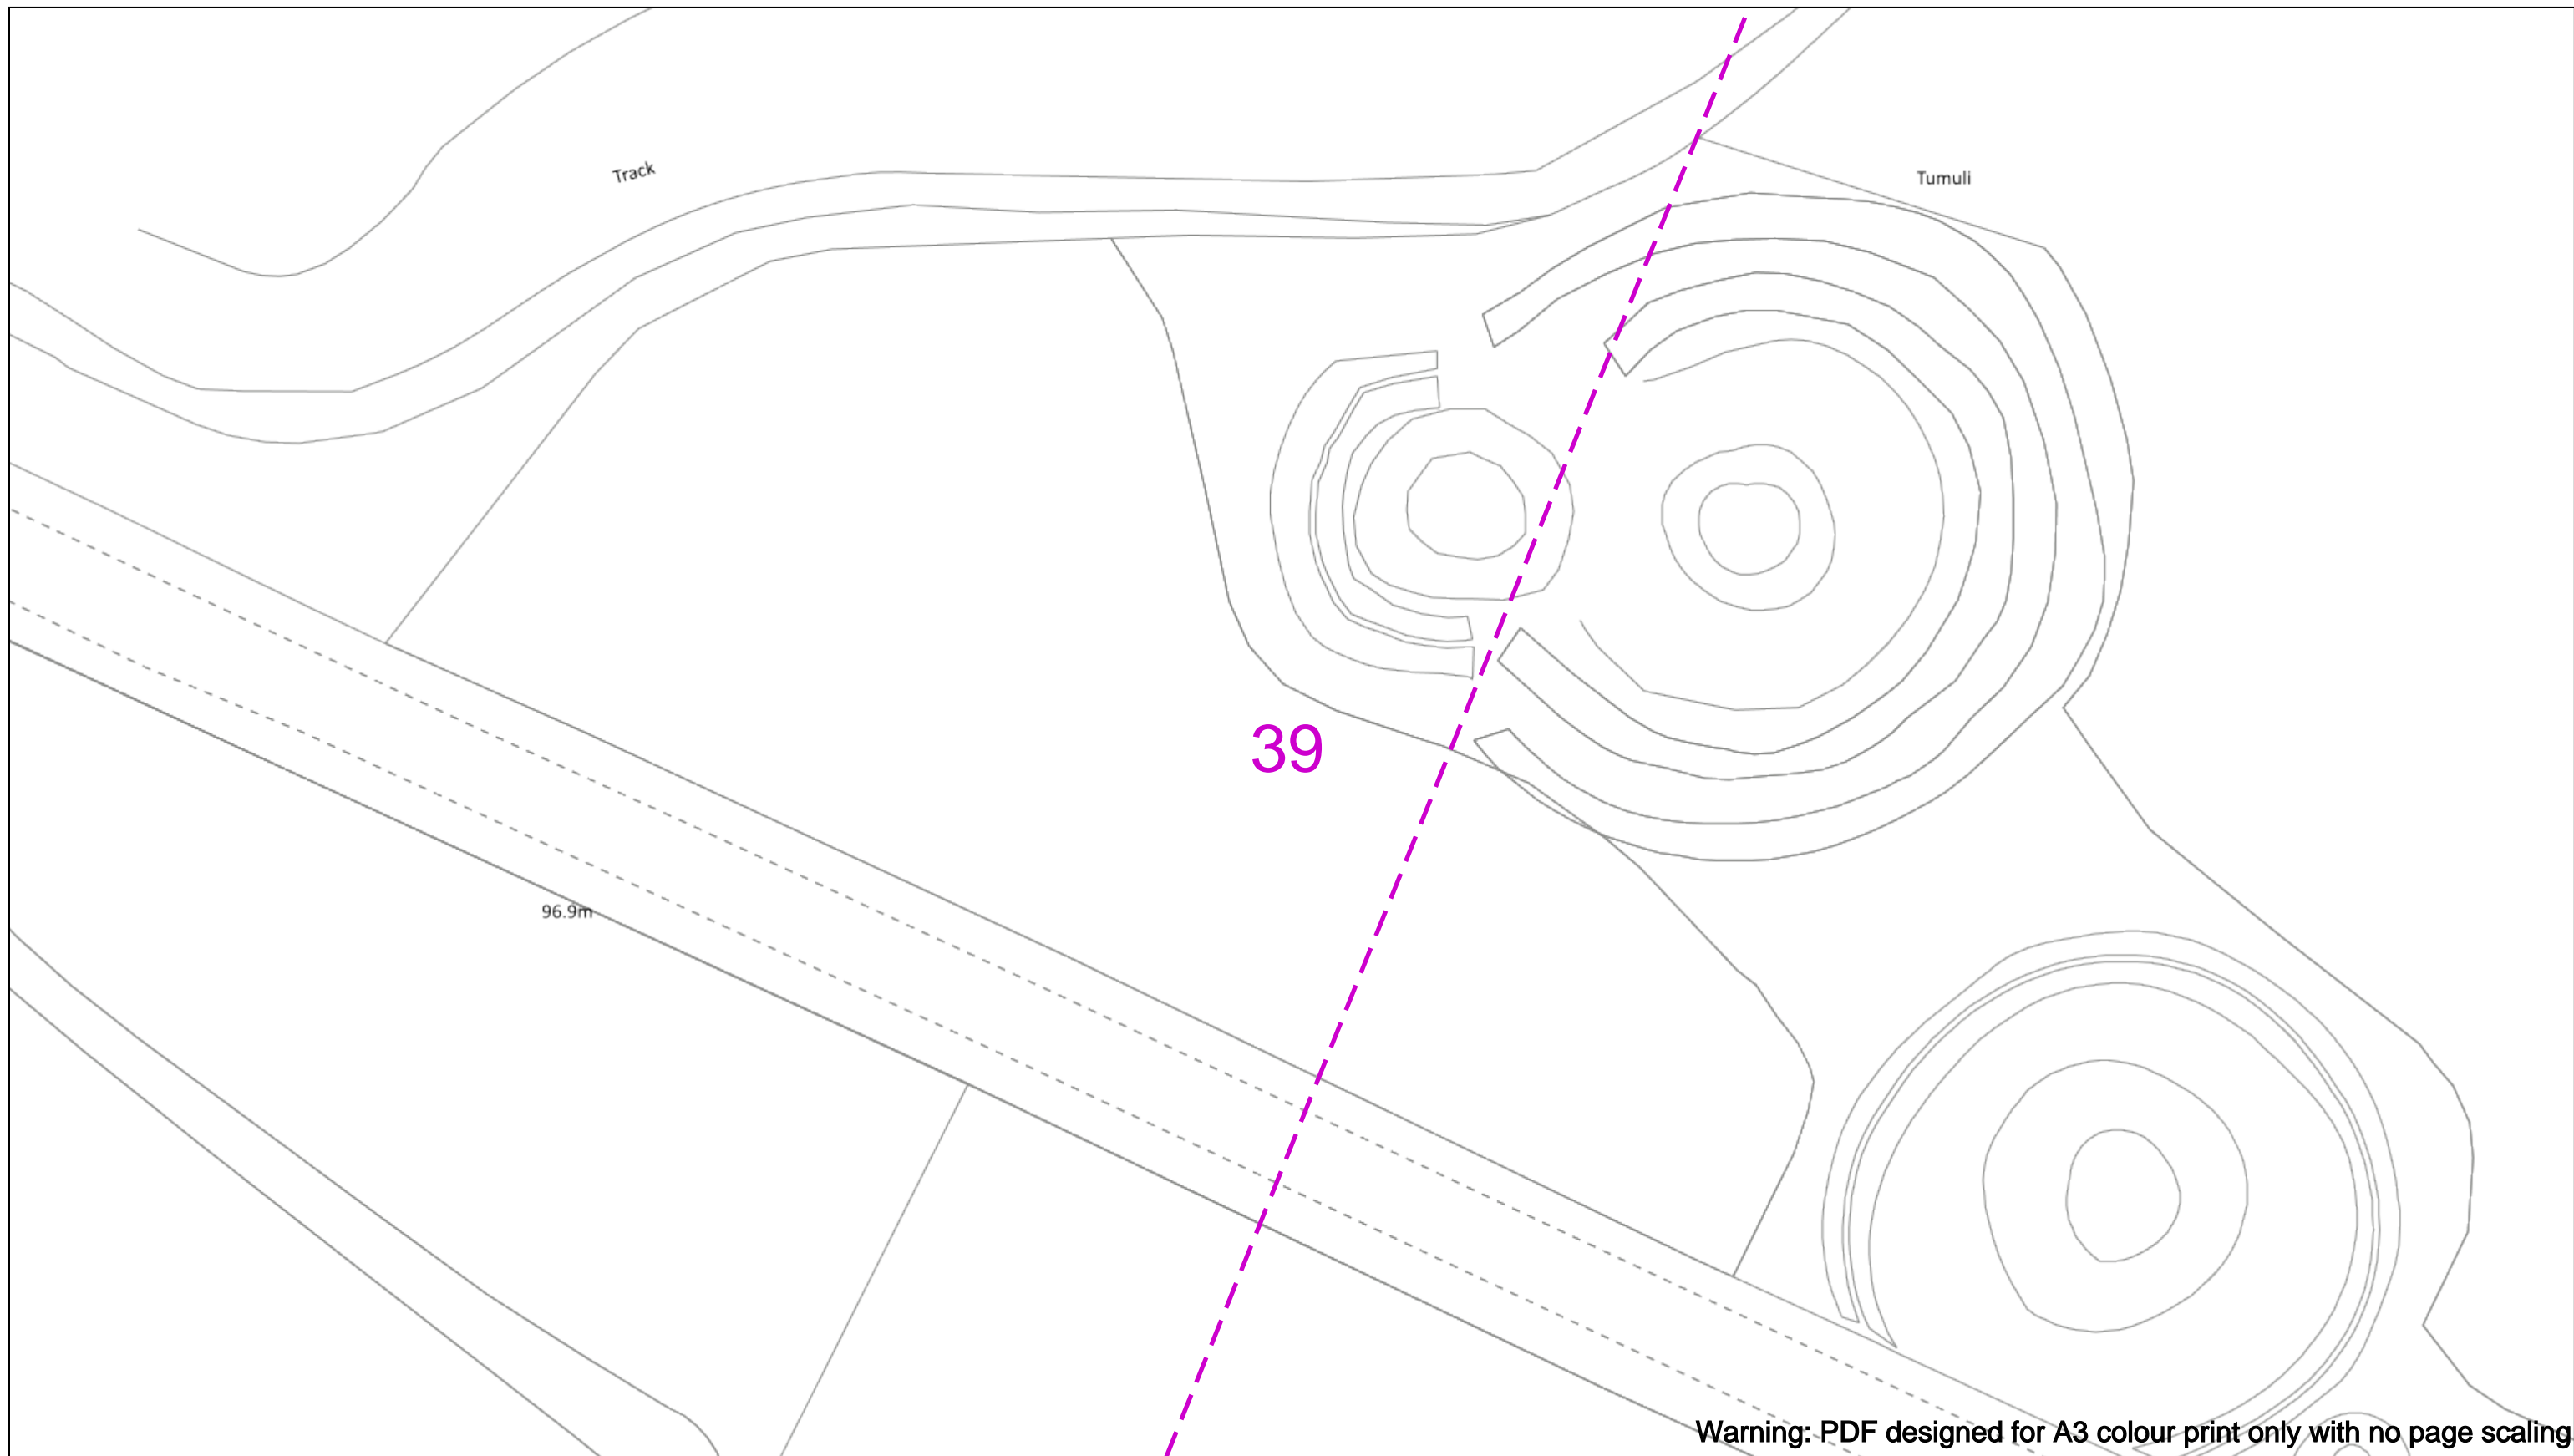 Track
Tumuli
39
96.9m
Warning: PDF designed for A3 colour print only with no page scaling